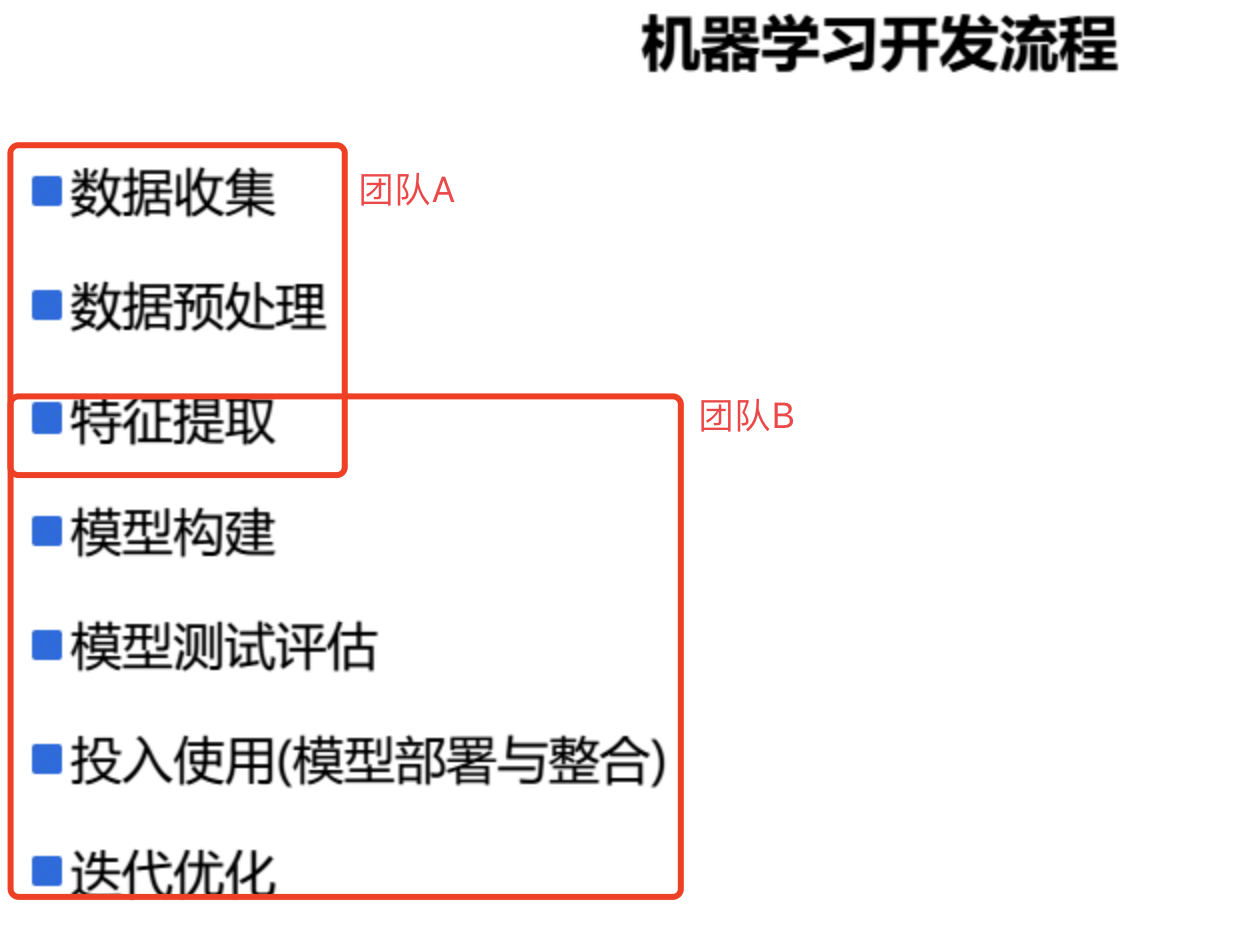 机器学习开发流程
数据收集
团队A
数据预处理
特征提取
团队B
模型构建
模型测试评估
投入使用(模型部署与整合)
迭代优化